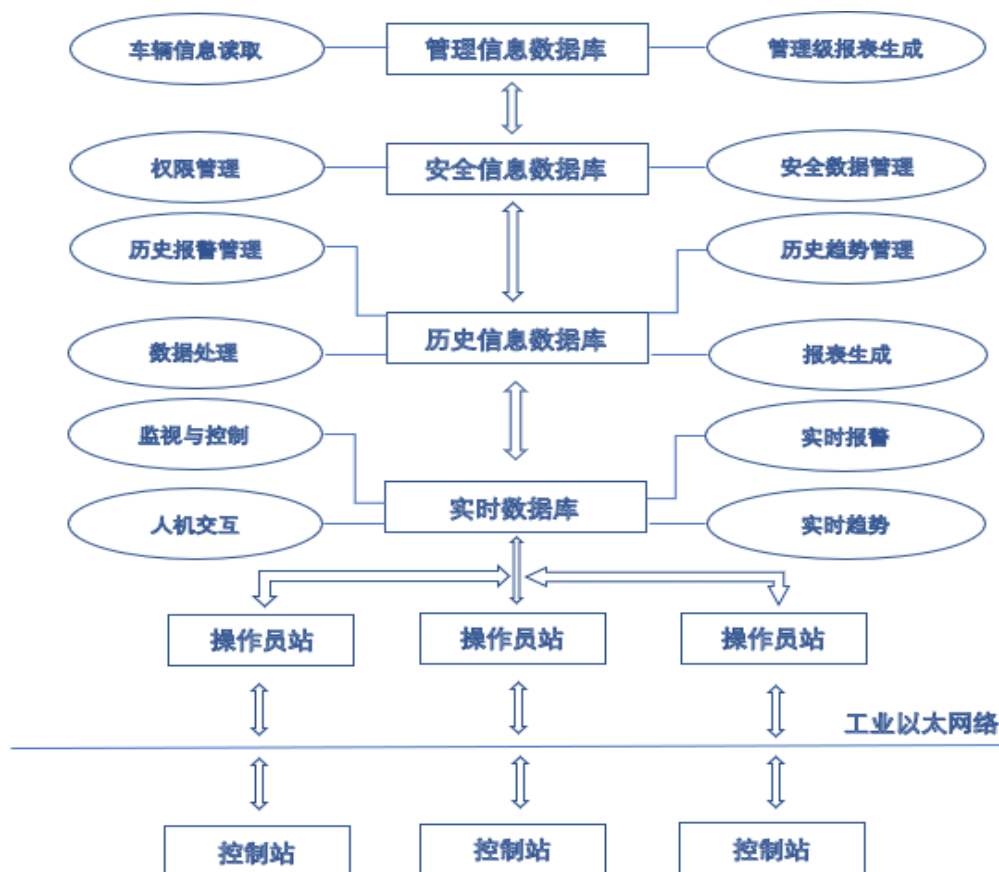 车辆信息读取
管理信息数据库
管理级报表生成
权限管理
安全信息数据库
安全数据管理
历史报警管理
历史趋势管理
历史信息数据库
数据处理
报表生成
监视与控制
实时报警
实时数据库
人机交互
实时趋势
操作员站
操作员站
操作员站
工业以太网络
控制站
控制站
控制站